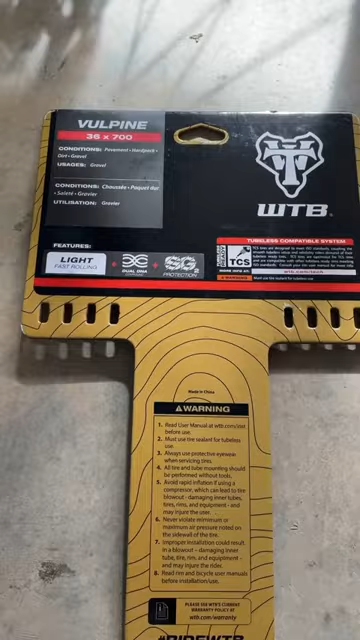 VULPINE
36 x 700
CONDITIONS: Pavement • Hardpack •
Dirt • Gravel
USAGES: Gravel
CONDITIONS: Chaussée • Paquet dur
• Saleté • Gravier
UTILISATION: Gravier
WTB
FEATURES:
LIGHT
FAST ROLLING
DUAL DNA
SG2
PROTECTION
TCS
TUBELESS COMPATIBLE SYSTEM
WARNING
Made in China
WARNING
1. Read User Manual at wtb.com/inst
before use.
2. Must use tire sealant for tubeless
use.
3. Always use protective eyewear
when servicing tires.
4. All tire and tube mounting should
be performed without tools.
5. Avoid rapid inflation if using a
compressor, which can lead to tire
blowout - damaging inner tubes,
tires, rims, and equipment - and
may injure the user.
6. Never violate minimum or
maximum air pressure noted on
the sidewall of the tire.
7. Improper installation could result
in a blowout – damaging inner
tube, tire, rim, and equipment –
and may injure the rider.
8. Read rim and bicycle user manuals
before installation/use.
PLEASE SEE WTB'S CURRENT
WARRANTY POLICY AT
wtb.com/warranty
#RIDEWTB